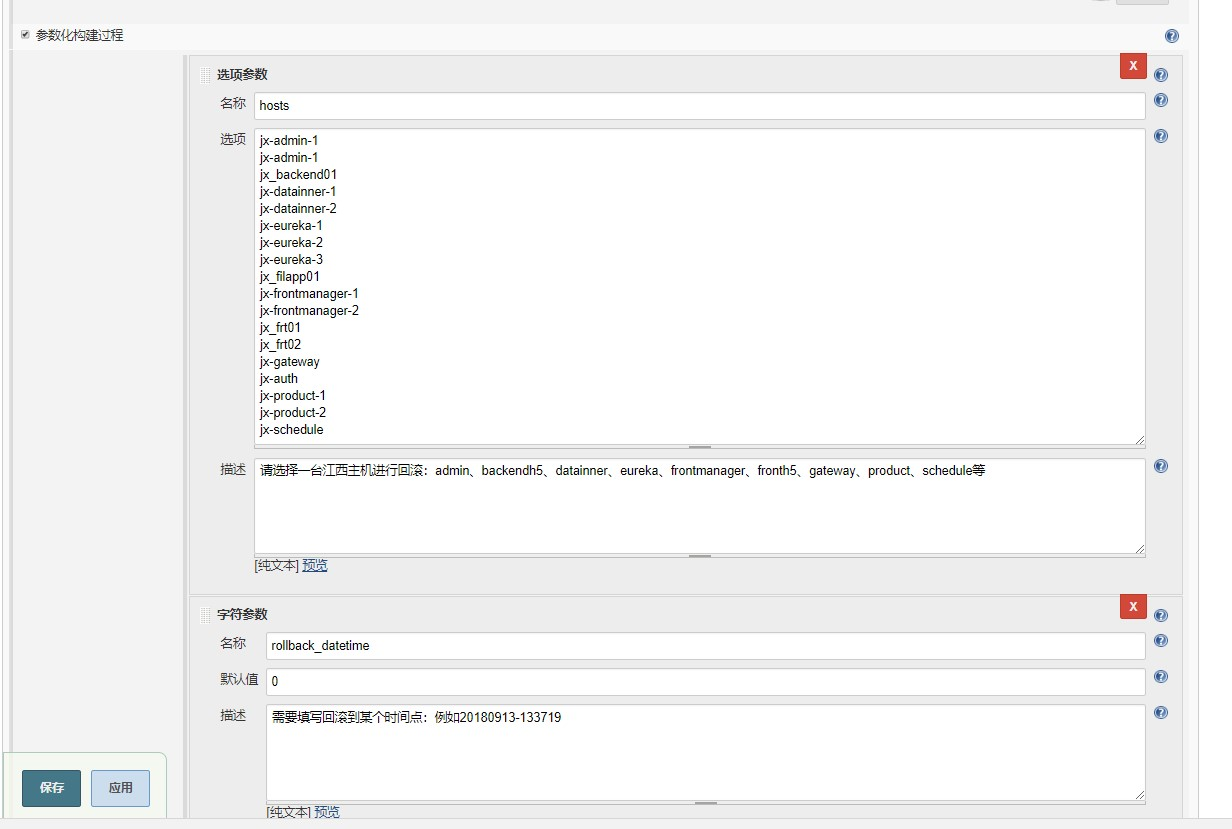 参数化构建过程
选项参数
X
名称
hosts
选项
jx-admin-1
jx-admin-1
jx_backend01
jx-datainner-1
jx-datainner-2
jx-eureka-1
jx-eureka-2
jx-eureka-3
jx_filapp01
jx-frontmanager-1
jx-frontmanager-2
jx_frt01
jx_frt02
jx-gateway
jx-auth
jx-product-1
jx-product-2
jx-schedule
描述
请选择一台江西主机进行回滚：admin、backendh5、datainner、eureka、frontmanager、fronth5、gateway、product、schedule等
[纯文本] 预览
字符参数
X
名称
rollback_datetime
默认值
0
描述
需要填写回滚到某个时间点：例如20180913-133719
[纯文本] 预览
保存
应用